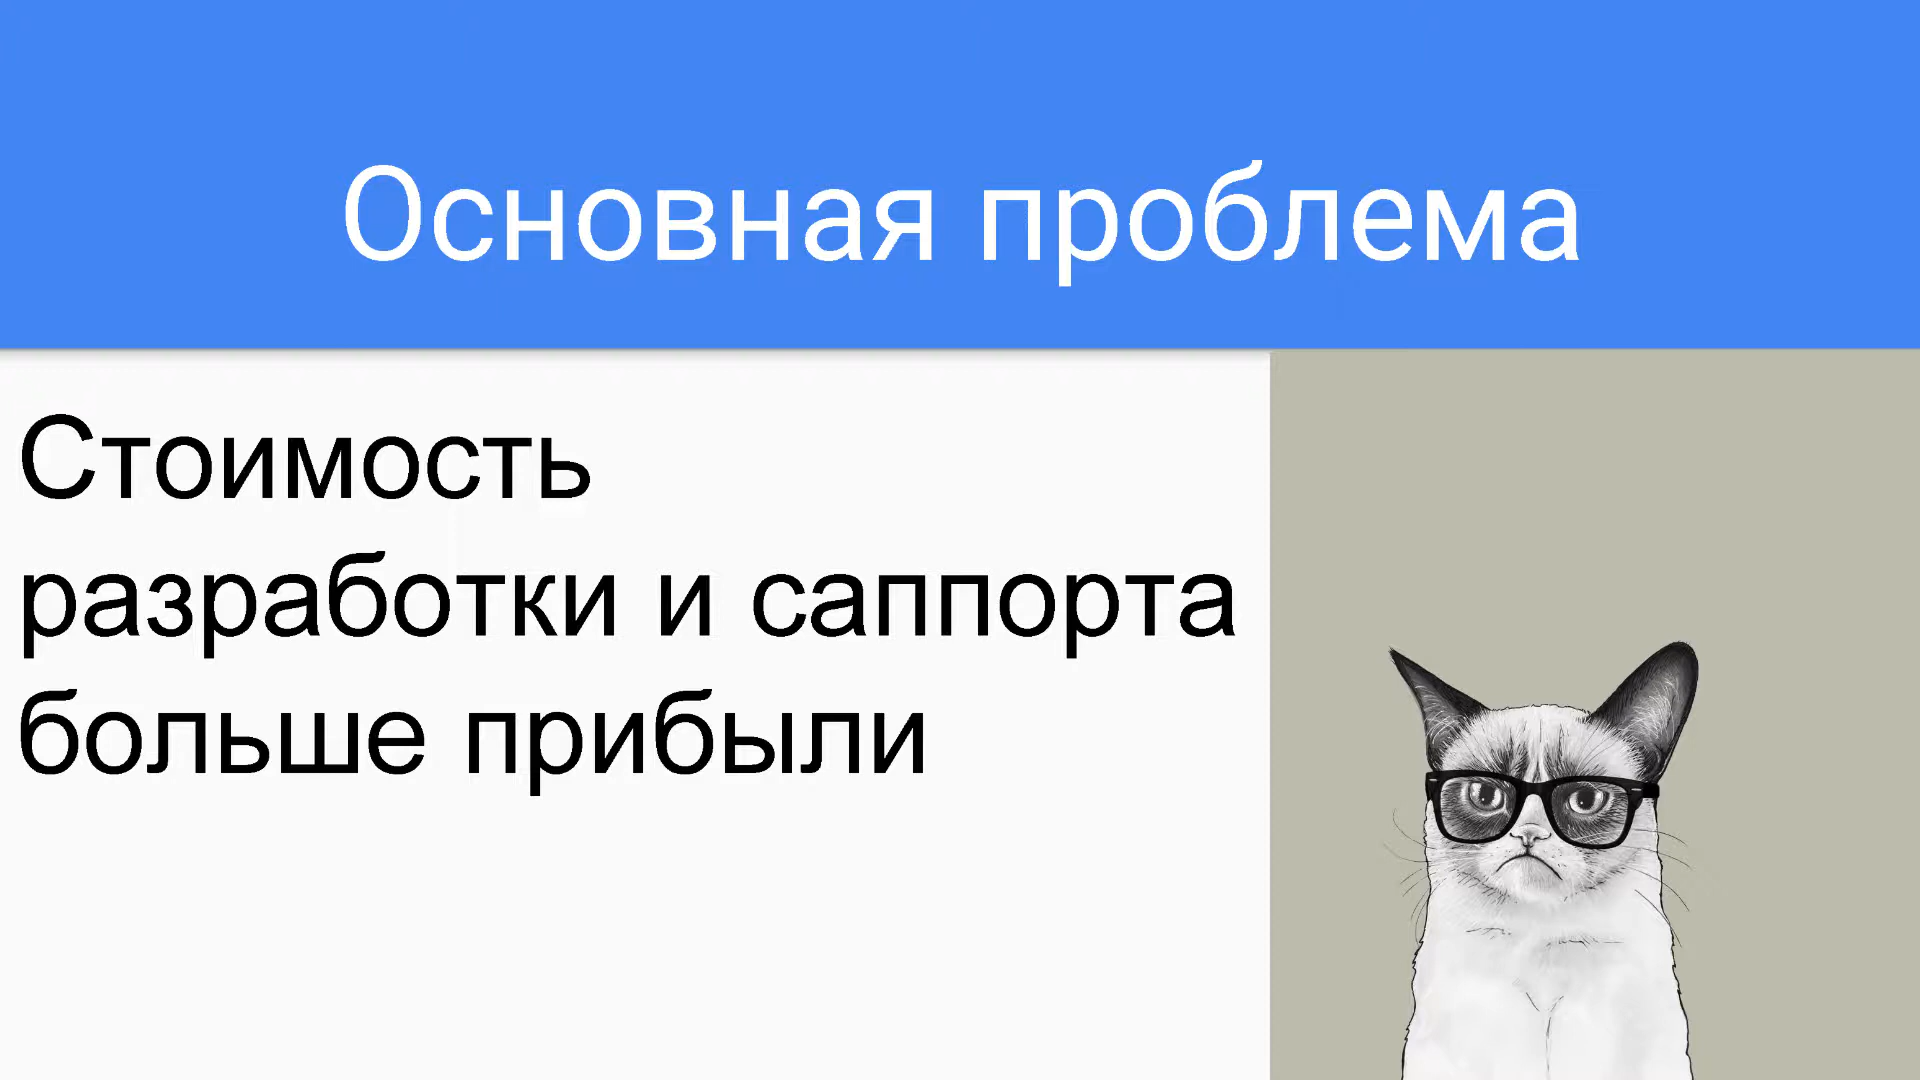 Основная проблема
Стоимость
разработки и саппорта
больше прибыли